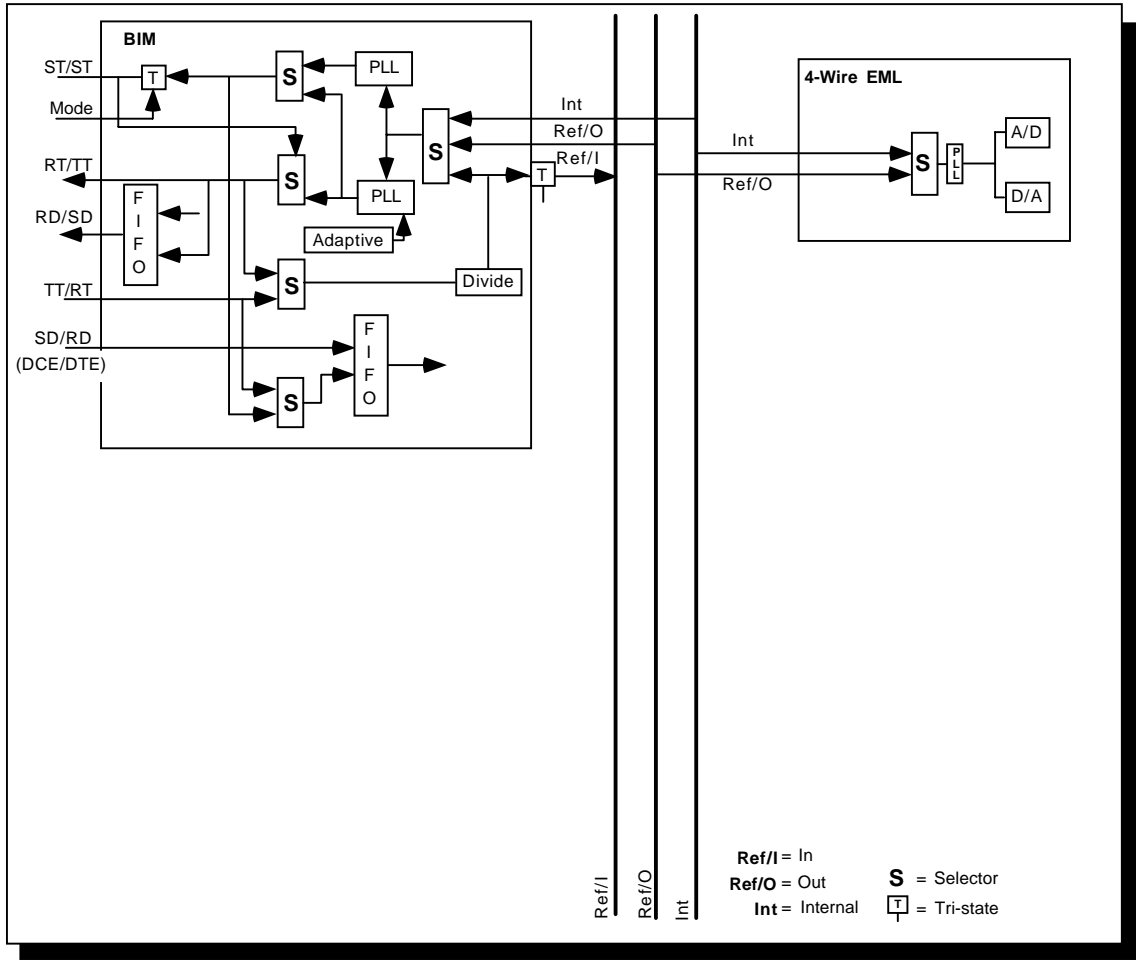 BIM
ST/ST
T
S
PLL
Mode
S
RT/TT
S
PLL
RD/SD
F
I
F
O
Adaptive
TT/RT
S
Divide
SD/RD
(DCE/DTE)
S
F
I
F
O
Int
Ref/O
Ref/I
T
4-Wire EML
Int
Ref/O
S
P
L
L
A/D
D/A
Ref/I
Ref/O
Int
Ref/I = In
Ref/O = Out
Int = Internal
S = Selector
T = Tri-state